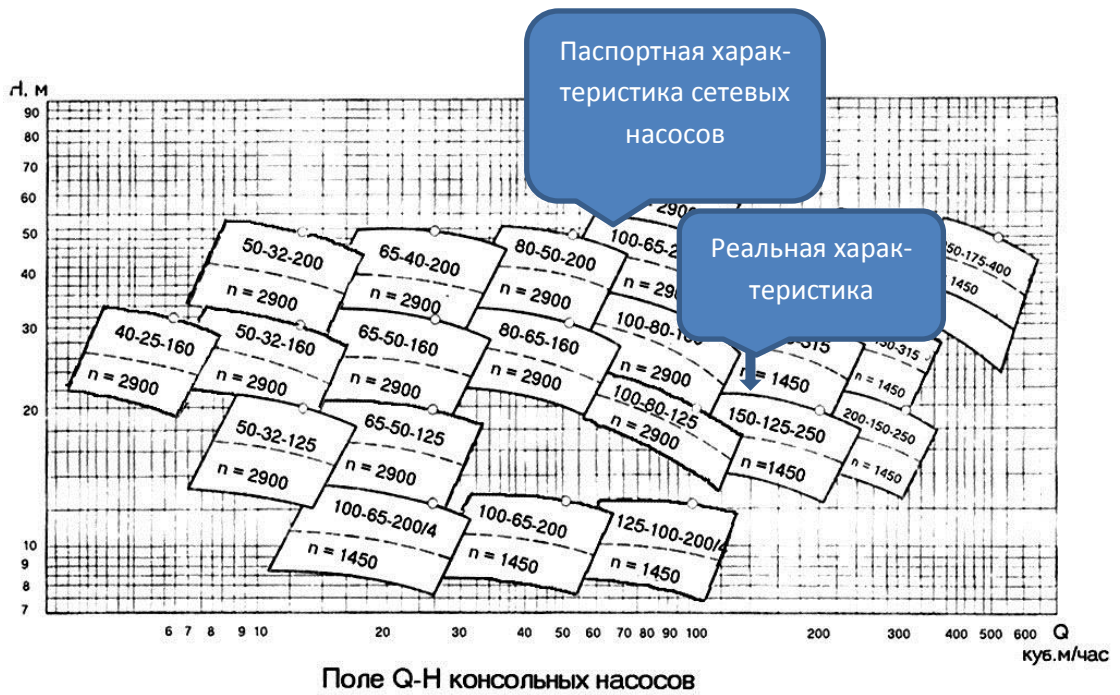 Паспортная харак-
теристика сетевых
насосов
Н, м
90
80
70
60
50
40
30
20
10
9
8
7
2900
100-65-2
n = 29
Реальная харак-
теристика
50-32-200
n = 2900
65-40-200
n = 2900
80-50-200
n = 2900
50-175-400
1450
40-25-160
n = 2900
50-32-160
n = 2900
65-50-160
n = 2900
80-65-160
n = 2900
100-80-160
n = 2900
-315
n = 1450
50-315
n = 1450
50-32-125
n = 2900
65-50-125
n = 2900
100-80-125
n = 2900
150-125-250
n =1450
200-150-250
n = 1450
100-65-200/4
n = 1450
100-65-200
n = 1450
125-100-200/4
n = 1450
6 7 8 9 10 20 30 40 50 60 70 80 90 100 200 300 400 500 600 Q
куб.м/час
Поле Q-H консольных насосов